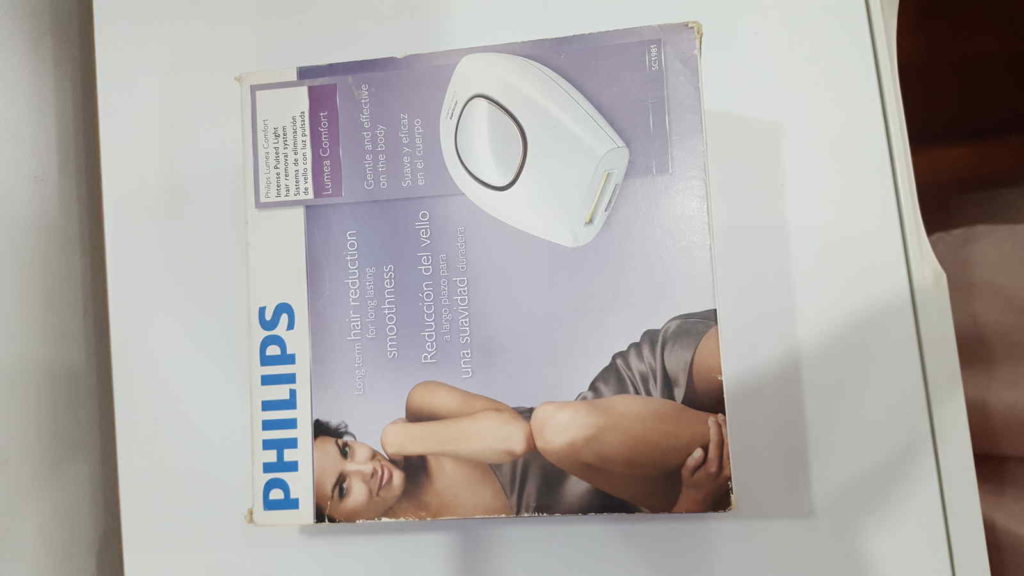 PHILIPS
Philips Lumea Comfort
Intense Pulsed Light
hair removal system
Sistema de eliminación
de vello con luz pulsada
Lumea Comfort
Long term hair reduction
for long lasting
smoothness
Reducción del vello
a largo plazo para
una suavidad duradera
Gentle and effective
on the body
Suave y eficaz
en el cuerpo
SC1981